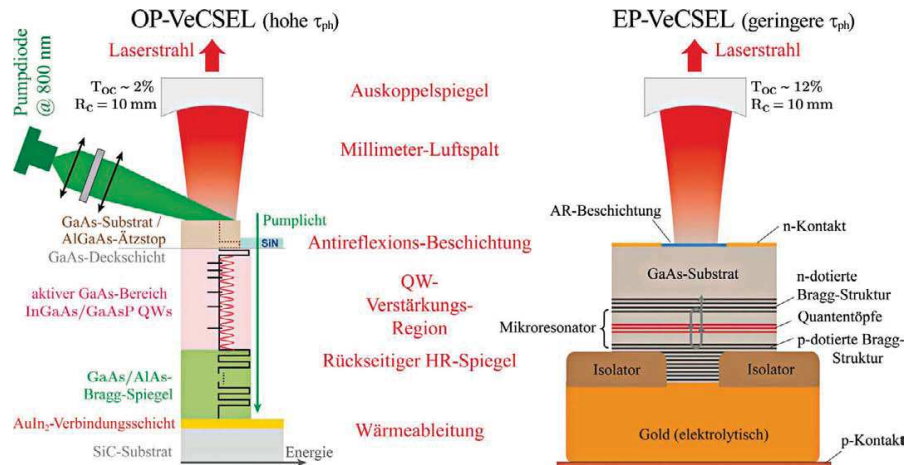 OP-VeCSEL (hohe τph)
EP-VeCSEL (geringere τph)
Laserstrahl
Laserstrahl
Pumpdiode
@ 800 nm
TOC ~ 2%
RC = 10 mm
Auskoppelspiegel
TOC ~ 12%
RC = 10 mm
Millimeter-Luftspalt
GaAs-Substrat /
AlGaAs-Ätzstop
Pumplicht
SiN
GaAs-Deckschicht
Antireflexions-Beschichtung
AR-Beschichtung
n-Kontakt
aktiver GaAs-Bereich
InGaAs/GaAsP QWs
QW-
Verstärkungs-
Region
GaAs-Substrat
n-dotierte
Bragg-Struktur
Mikroresonator
Quantentöpfe
p-dotierte Bragg-
Struktur
Rückseitiger HR-Spiegel
GaAs/AlAs-
Bragg-Spiegel
Isolator
Isolator
AuIn2-Verbindungsschicht
Wärmeableitung
Gold (elektrolytisch)
SiC-Substrat
Energie
p-Kontakt